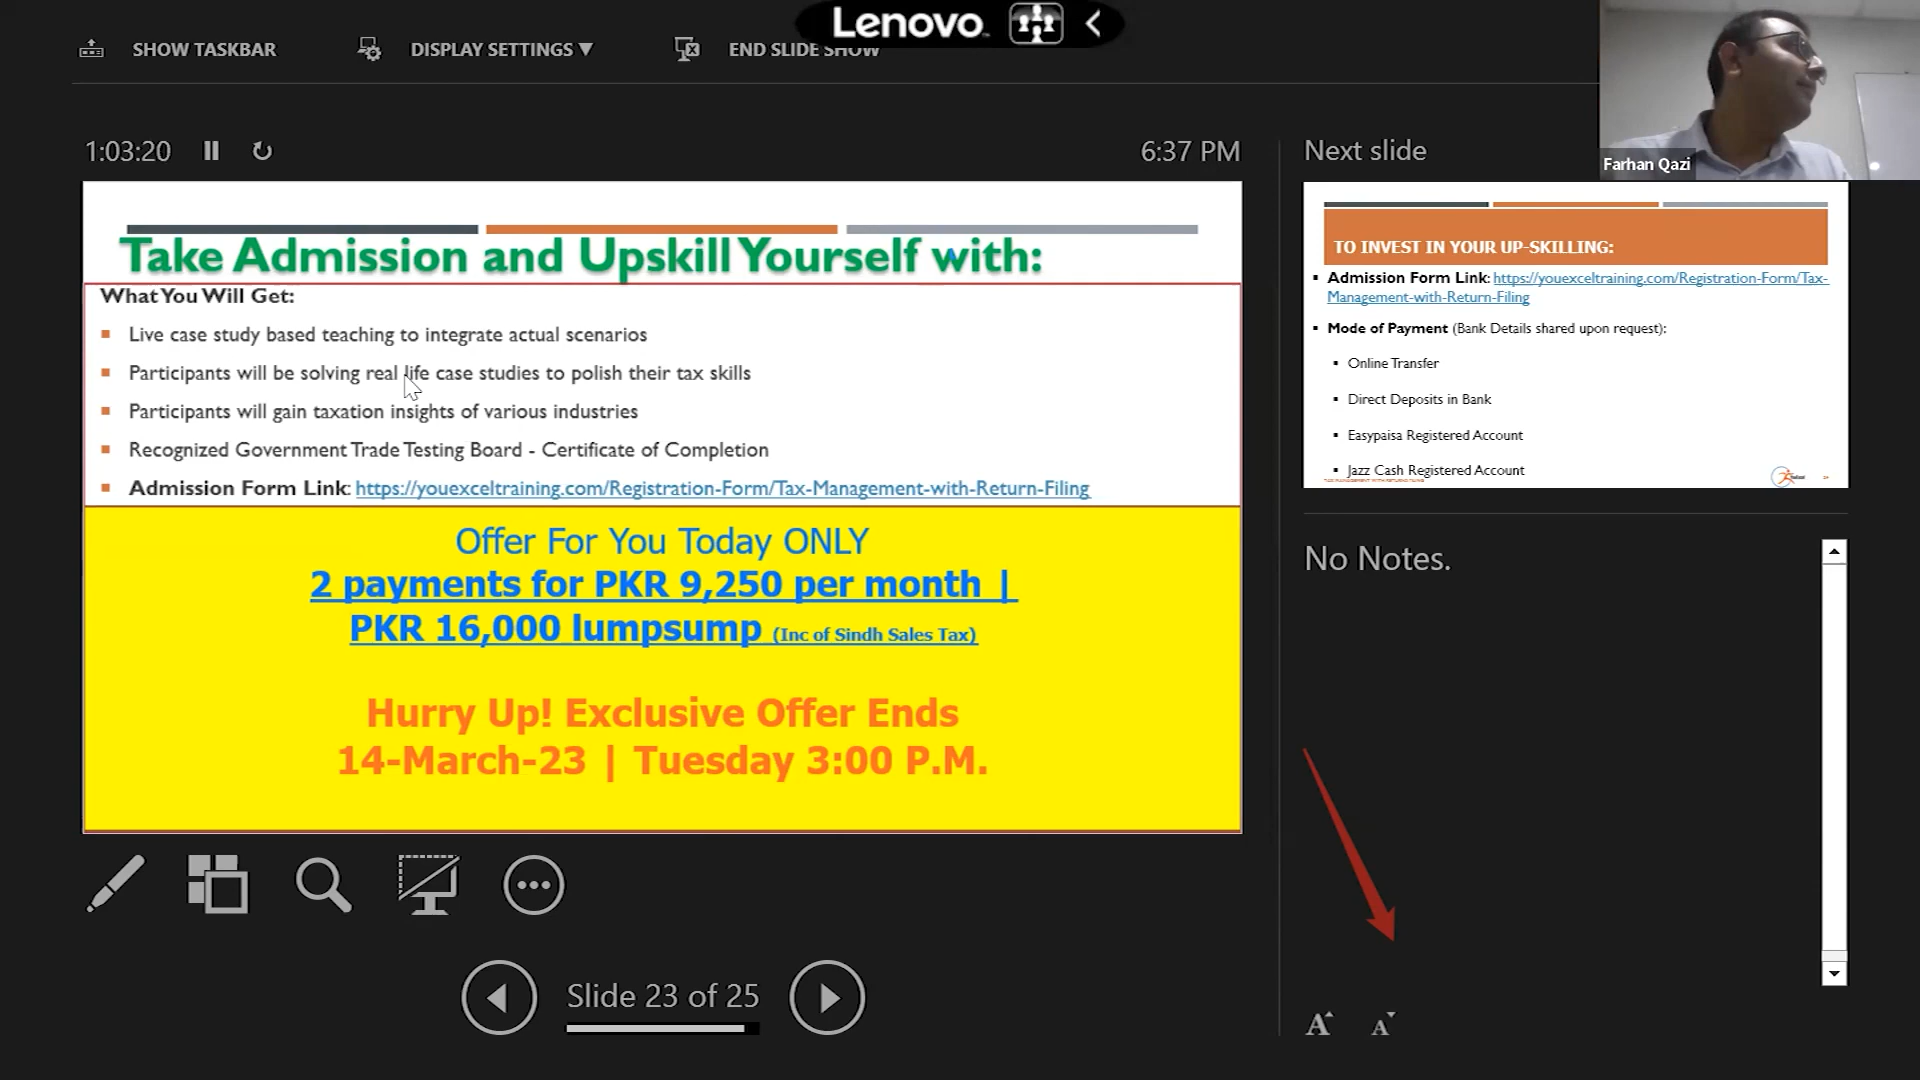 Lenovo
SHOW TASKBAR
DISPLAY SETTINGS ▼
END SLIDE SHOW
1:03:20
6:37 PM
Take Admission and Upskill Yourself with:
What You Will Get:
Live case study based teaching to integrate actual scenarios
Participants will be solving real life case studies to polish their tax skills
Participants will gain taxation insights of various industries
Recognized Government Trade Testing Board - Certificate of Completion
Admission Form Link: https://youexceltraining.com/Registration-Form/Tax-Management-with-Return-Filing
Offer For You Today ONLY
2 payments for PKR 9,250 per month |
PKR 16,000 lumpsump (Inc of Sindh Sales Tax)
Hurry Up! Exclusive Offer Ends
14-March-23 | Tuesday 3:00 P.M.
Slide 23 of 25
Farhan Qazi
Next slide
TO INVEST IN YOUR UP-SKILLING:
Admission Form Link: https://youexceltraining.com/Registration-Form/Tax-
Management-with-Return-Filing
Mode of Payment (Bank Details shared upon request):
Online Transfer
Direct Deposits in Bank
Easypaisa Registered Account
Jazz Cash Registered Account
No Notes.
A A